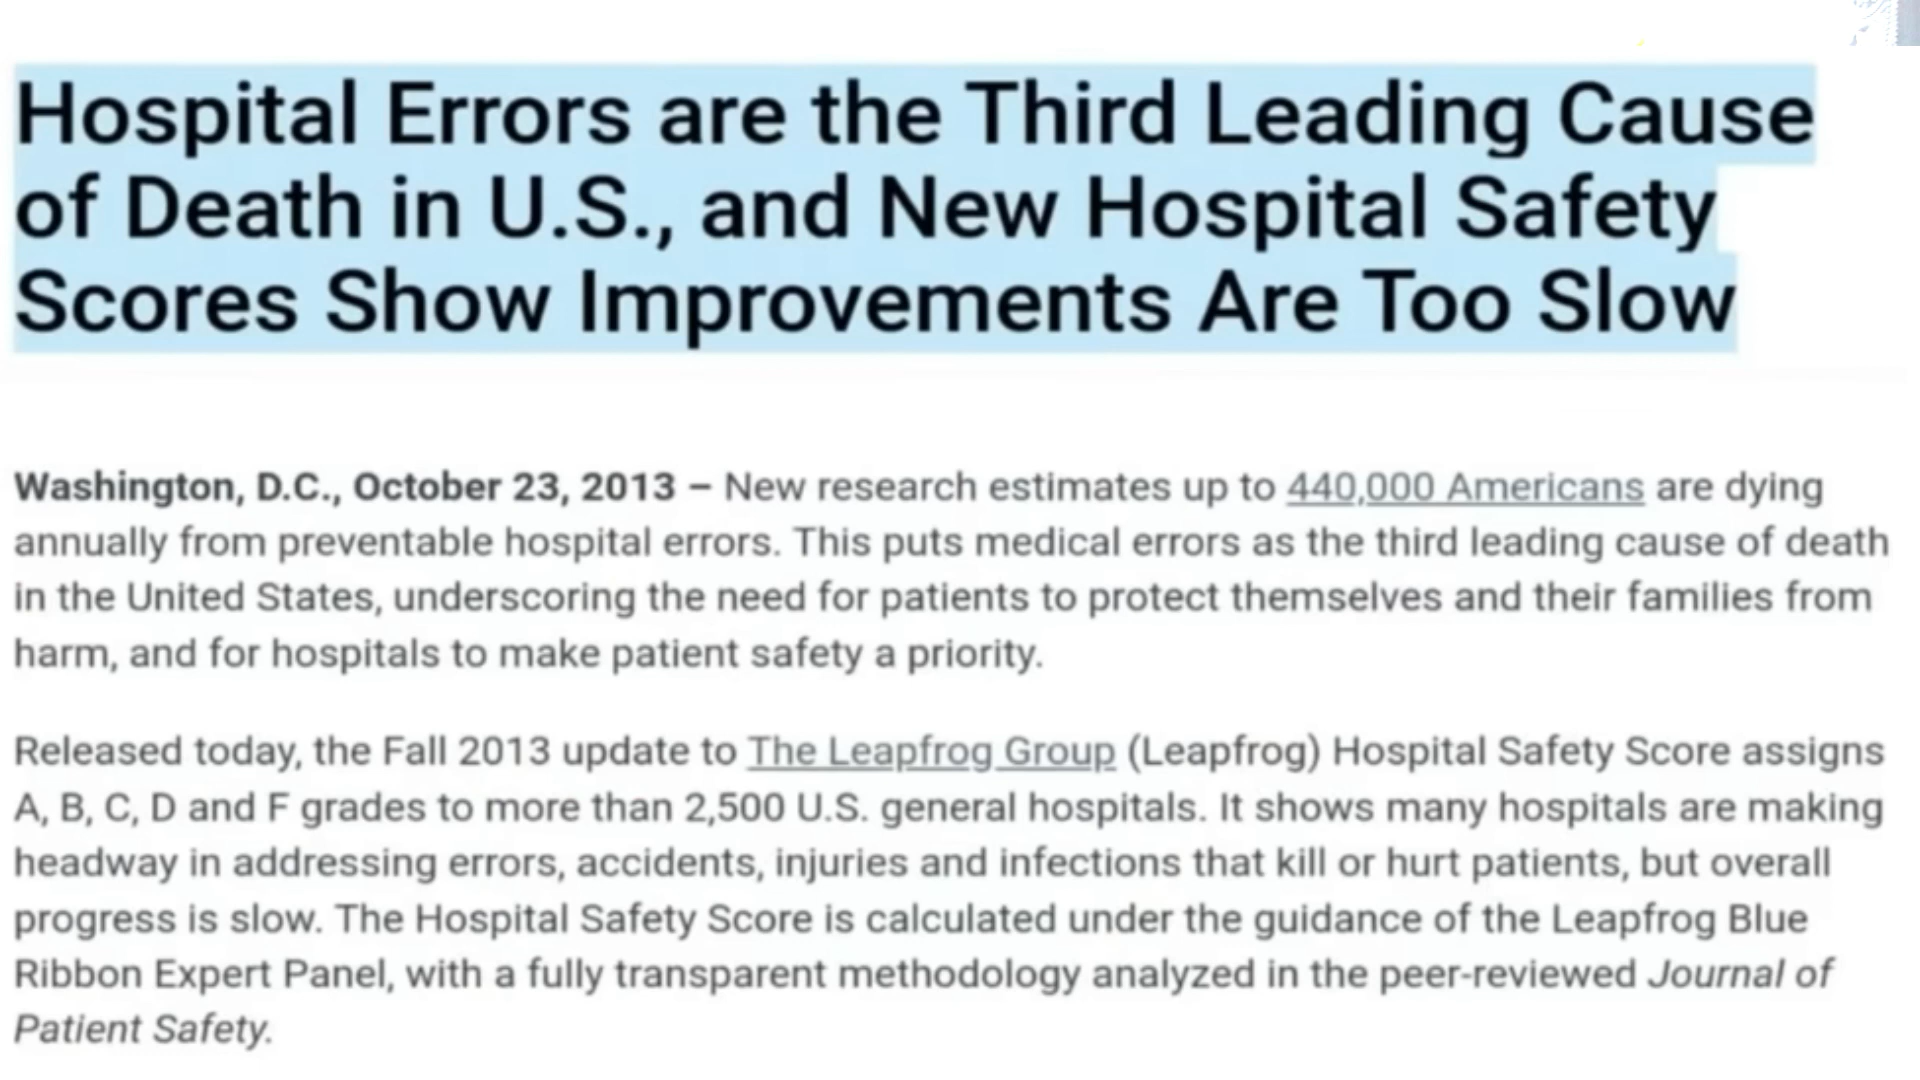 Hospital Errors are the Third Leading Cause
of Death in U.S., and New Hospital Safety
Scores Show Improvements Are Too Slow
Washington, D.C., October 23, 2013 – New research estimates up to 440,000 Americans are dying
annually from preventable hospital errors. This puts medical errors as the third leading cause of death
in the United States, underscoring the need for patients to protect themselves and their families from
harm, and for hospitals to make patient safety a priority.
Released today, the Fall 2013 update to The Leapfrog Group (Leapfrog) Hospital Safety Score assigns
A, B, C, D and F grades to more than 2,500 U.S. general hospitals. It shows many hospitals are making
headway in addressing errors, accidents, injuries and infections that kill or hurt patients, but overall
progress is slow. The Hospital Safety Score is calculated under the guidance of the Leapfrog Blue
Ribbon Expert Panel, with a fully transparent methodology analyzed in the peer-reviewed Journal of
Patient Safety.